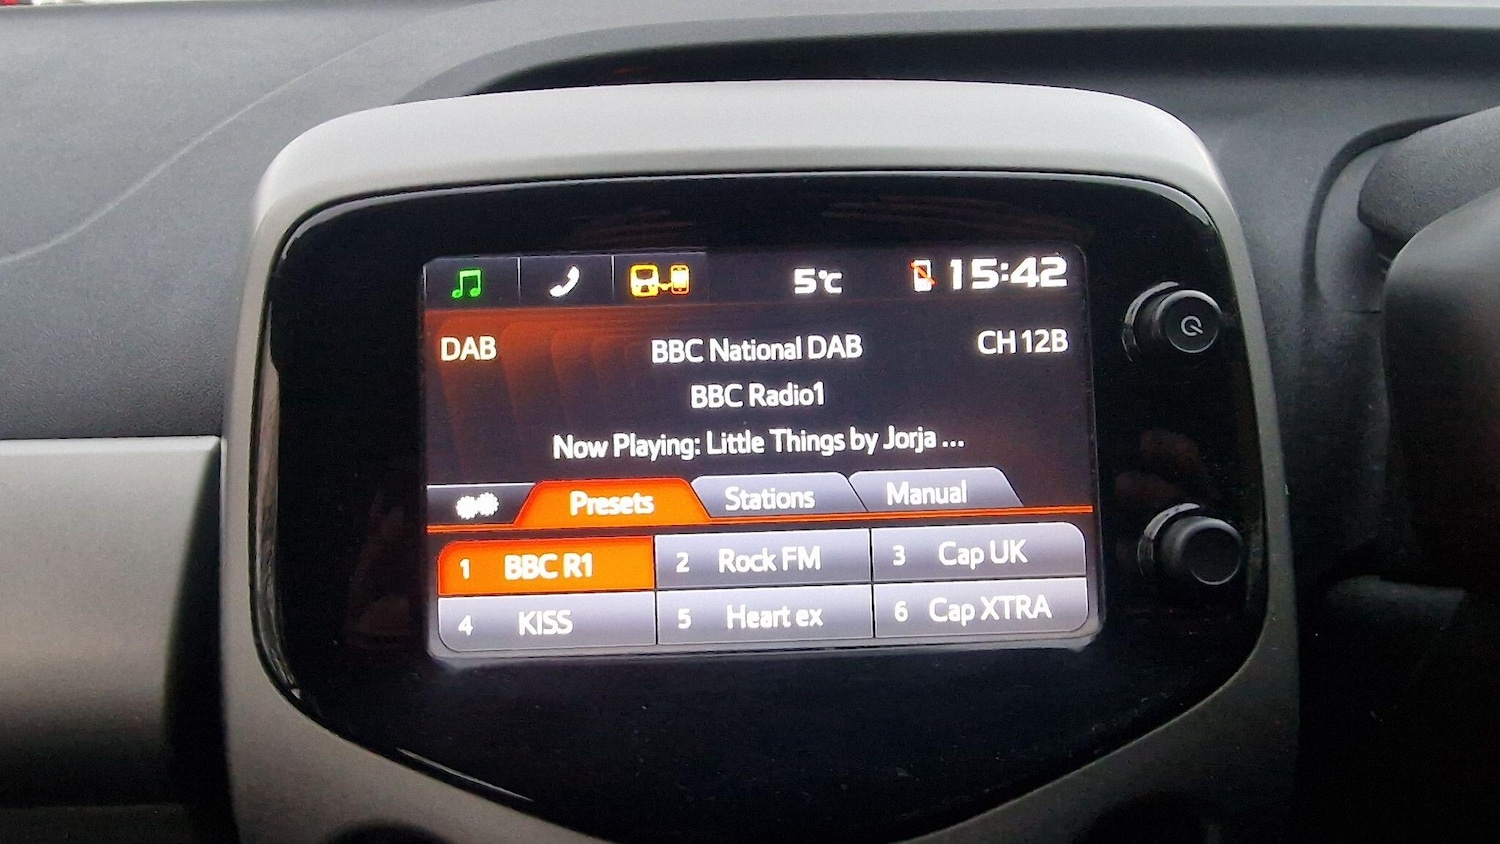 5°C 15:42
DAB BBC National DAB CH 12B
BBC Radio1
Now Playing: Little Things by Jorja ...
Presets Stations Manual
1 BBC R1 2 Rock FM 3 Cap UK
4 KISS 5 Heart ex 6 Cap XTRA